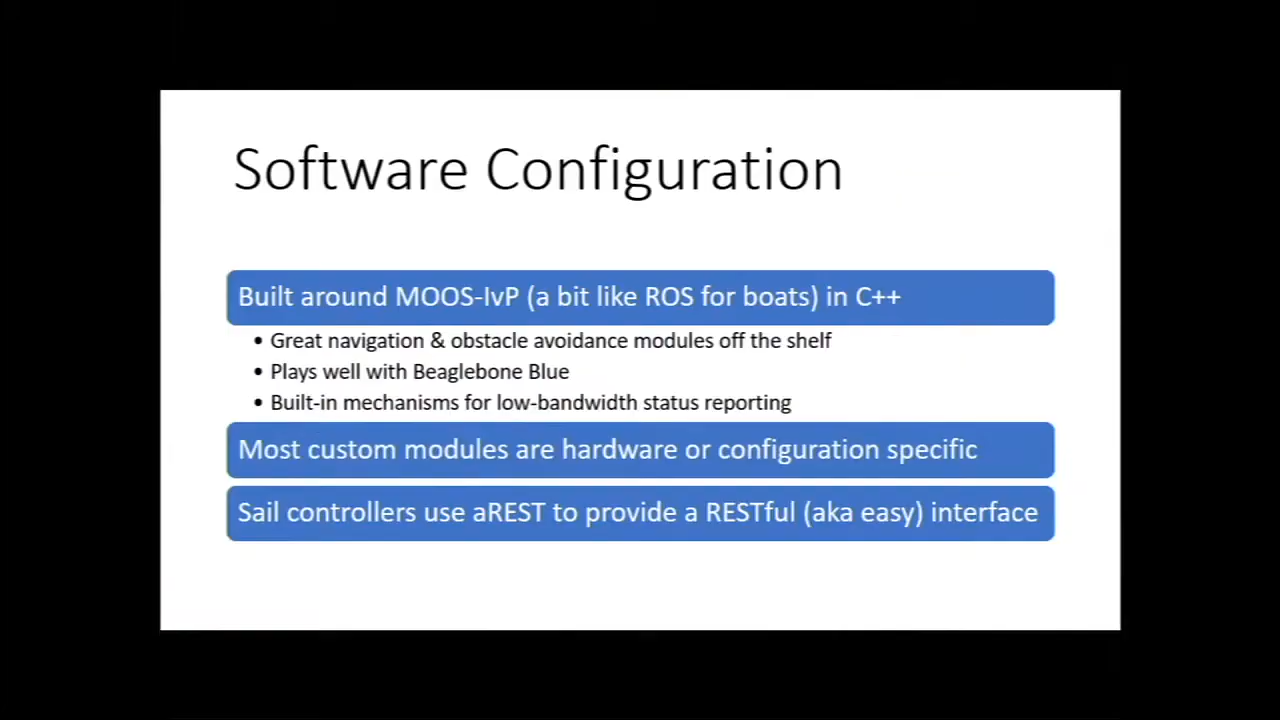 Software Configuration
Built around MOOS-IvP (a bit like ROS for boats) in C++
• Great navigation & obstacle avoidance modules off the shelf
• Plays well with Beaglebone Blue
• Built-in mechanisms for low-bandwidth status reporting
Most custom modules are hardware or configuration specific
Sail controllers use aREST to provide a RESTful (aka easy) interface